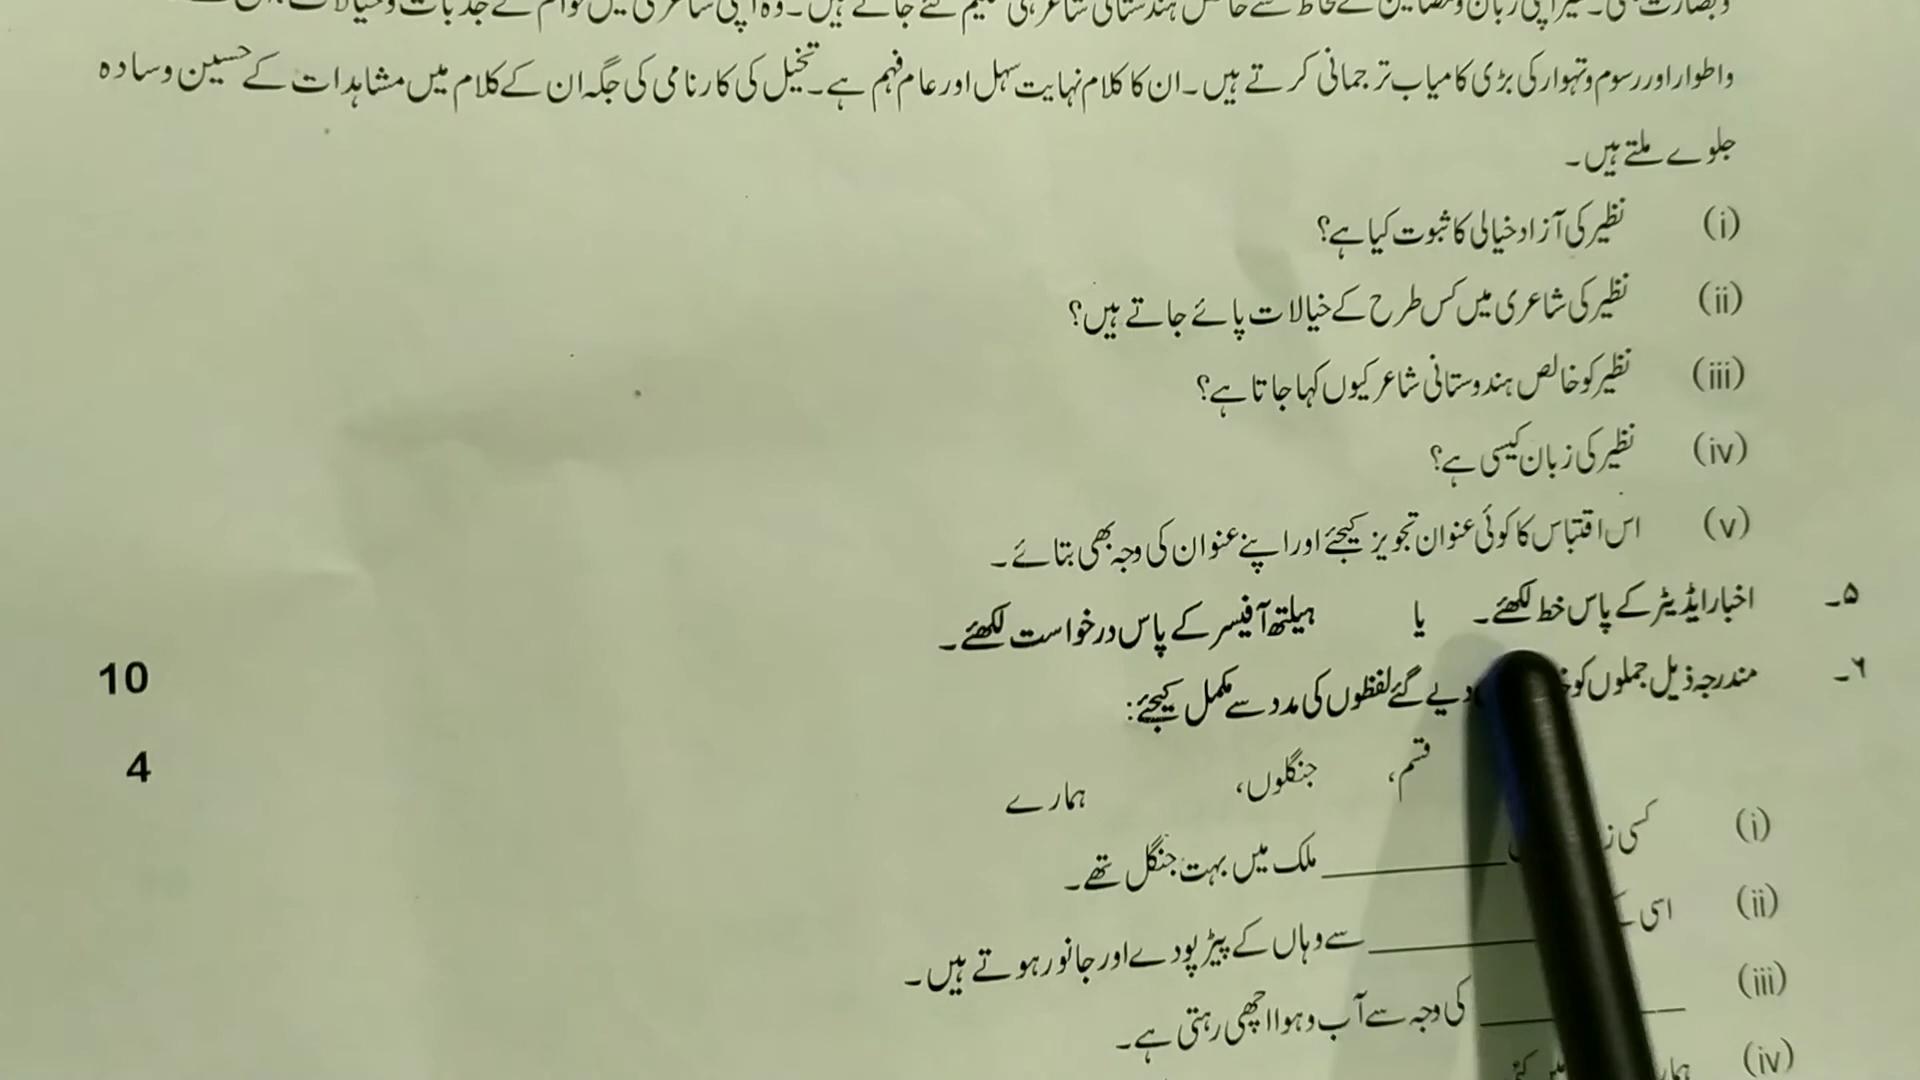 واطوار اور رسوم و تہوار کی بڑی کامیاب ترجمانی کرتے ہیں۔ ان کا کلام نہایت سہل اور عام فہم ہے۔ تخیل کی کارنامی کی جگہ ان کے کلام میں مشاہدات کے حسین و سادہ
جلوے ملتے ہیں۔
(i) نظیر کی آزاد خیالی کا ثبوت کیا ہے؟
(ii) نظیر کی شاعری میں کس طرح کے خیالات پائے جاتے ہیں؟
(iii) نظیر کو خالص ہندوستانی شاعر کیوں کہا جاتا ہے؟
(iv) نظیر کی زبان کیسی ہے؟
(v) اس اقتباس کا کوئی عنوان تجویز کیجئے اور اپنے عنوان کی وجہ بھی بتائے۔
۵۔ اخبار ایڈیٹر کے پاس خط لکھئے۔ یا ہیلتھ آفیسر کے پاس درخواست لکھئے۔ 10
۶۔ مندرجہ ذیل جملوں کو دیے گئے لفظوں کی مدد سے مکمل کیجئے: 4
قسم، جنگلوں، ہمارے
(i) کسی ______ ملک میں بہت جنگل تھے۔
(ii) اسی ______ سے وہاں کے پیڑ پودے اور جانور ہوتے ہیں۔
(iii) ______ کی وجہ سے آب و ہوا اچھی رہتی ہے۔
(iv)